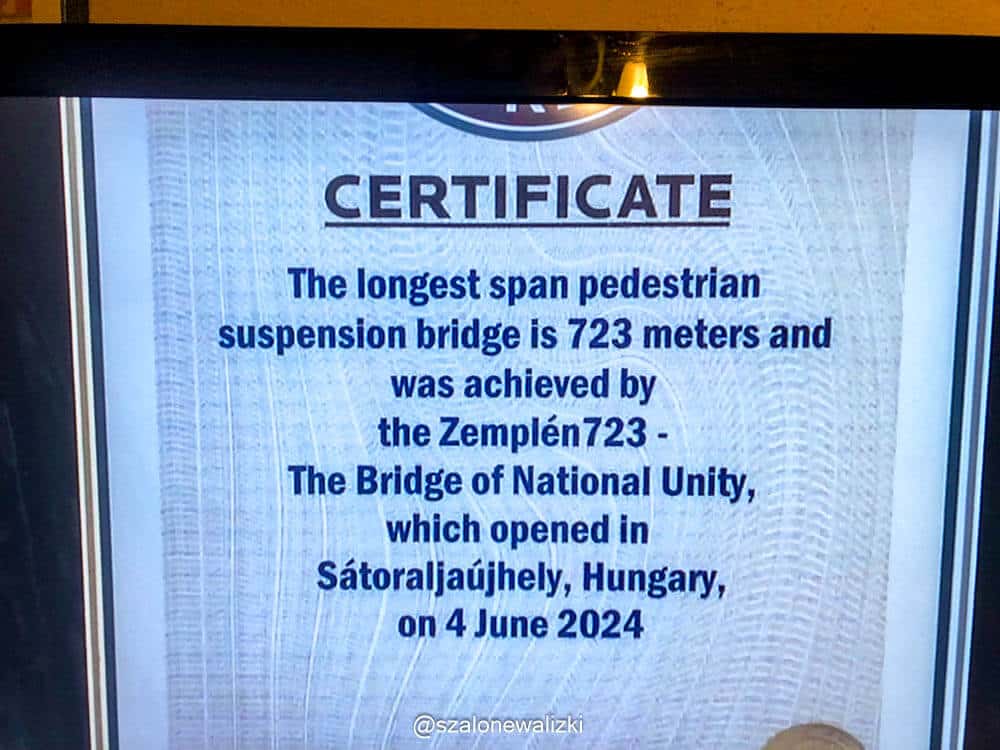 CERTIFICATE
The longest span pedestrian
suspension bridge is 723 meters and
was achieved by
the Zemplén723 -
The Bridge of National Unity,
which opened in
Sátoraljaújhely, Hungary,
on 4 June 2024
@szalonewalizki